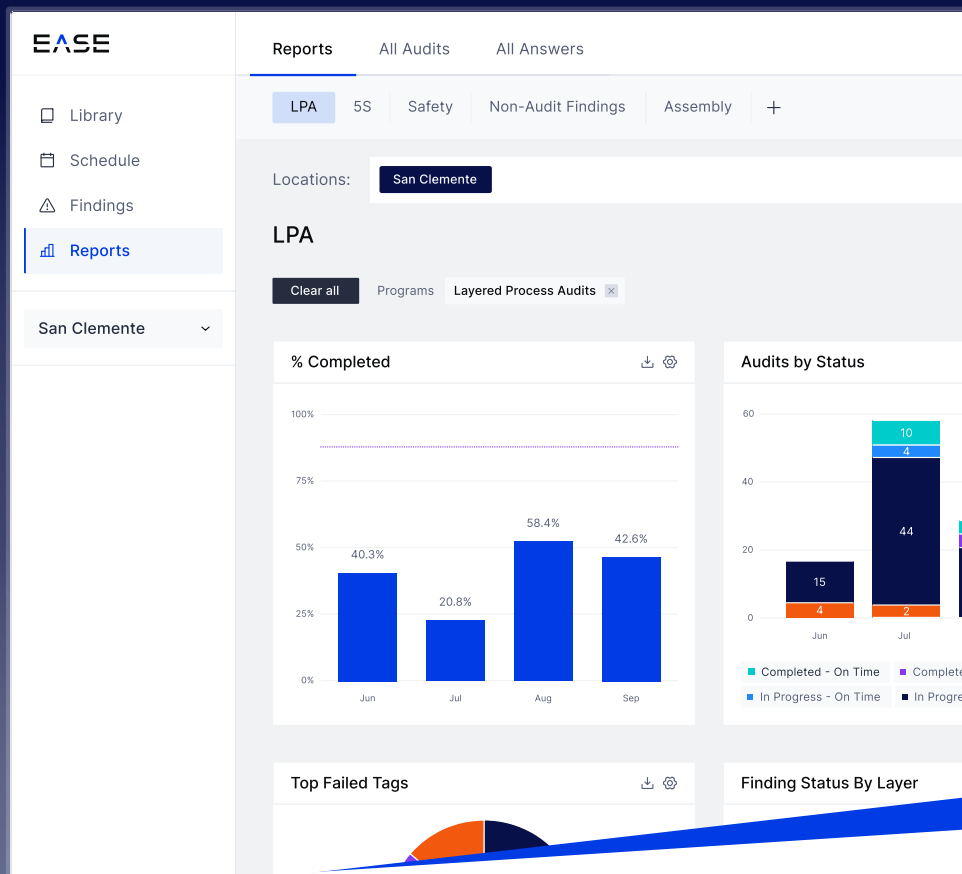 EASE
Library
Schedule
Findings
Reports
San Clemente
Reports All Audits All Answers
LPA 5S Safety Non-Audit Findings Assembly +
Locations: San Clemente
LPA
Clear all Programs Layered Process Audits ×
% Completed
100%
75%
50%
25%
0%
40.3%
20.8%
58.4%
42.6%
Jun Jul Aug Sep
Audits by Status
60
40
20
0
15
4
10
4
44
2
Jun Jul
Completed - On Time
In Progress - On Time
Top Failed Tags
Finding Status By Layer